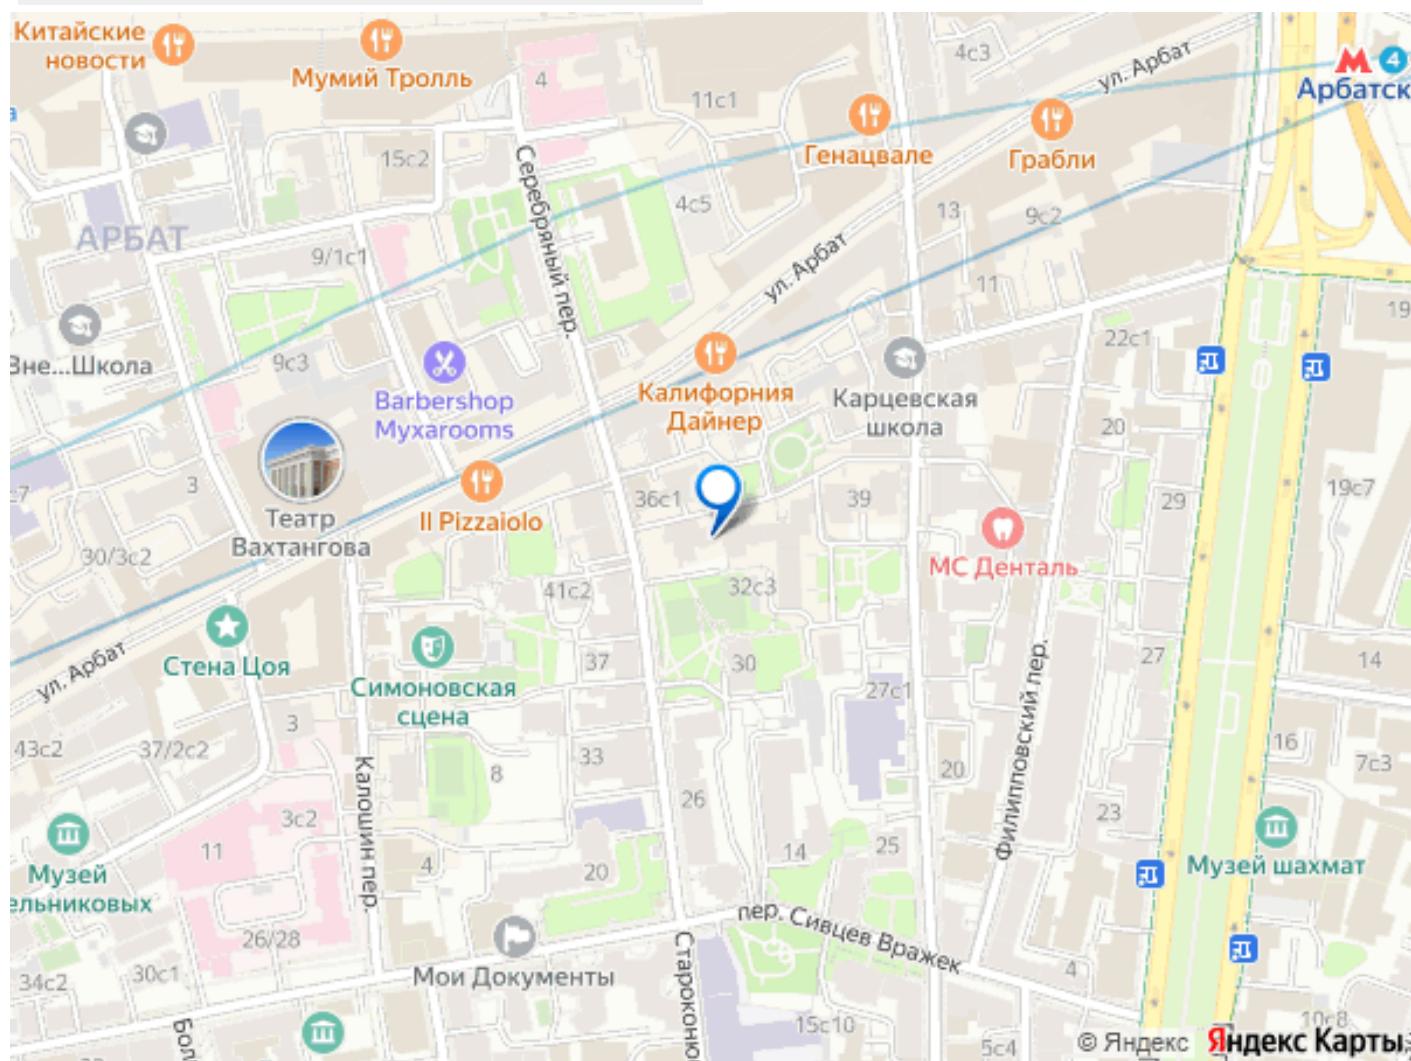 Китайские
новости
Мумий Тролль
4
4с3
ул. Арбат
М 4
Арбатск
11с1
Генацвале
Грабли
15с2
Серебряный пер.
4с5
13
9с2
АРБАТ
9/1с1
ул. Арбат
11
19
22с1
Вне...Школа
9с3
Barbershop
Myxarooms
Калифорния
Дайнер
Карцевская
школа
20
3
36с1
39
29
19с7
Il Pizzaiolo
Театр
Вахтангова
30/3с2
МС Денталь
41с2
32с3
ул. Арбат
Стена Цоя
Симоновская
сцена
37
30
27с1
27
14
Филипповский пер.
3
43с2
37/2с2
33
8
Калошин пер.
16
7с3
20
26
23
3с2
11
Музей
ельниковых
4
20
14
25
Музей шахмат
пер. Сивцев Вражек
26/28
Мои Документы
Староконю
34с2
30с1
4
Бол
15с10
5с4
10с8
© Яндекс Яндекс Карты